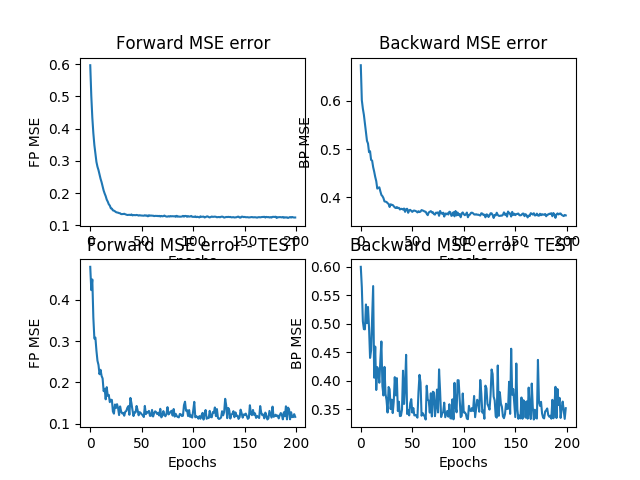 Forward MSE error
Backward MSE error
0.6
0.5
0.4
0.3
0.2
0.1
FP MSE
0.6
0.5
0.4
BP MSE
0 50 100 150 200
Epochs
0 50 100 150 200
Epochs
Forward MSE error - TEST
Backward MSE error - TEST
0.4
0.3
0.2
0.1
FP MSE
0.60
0.55
0.50
0.45
0.40
0.35
BP MSE
0 50 100 150 200
Epochs
0 50 100 150 200
Epochs